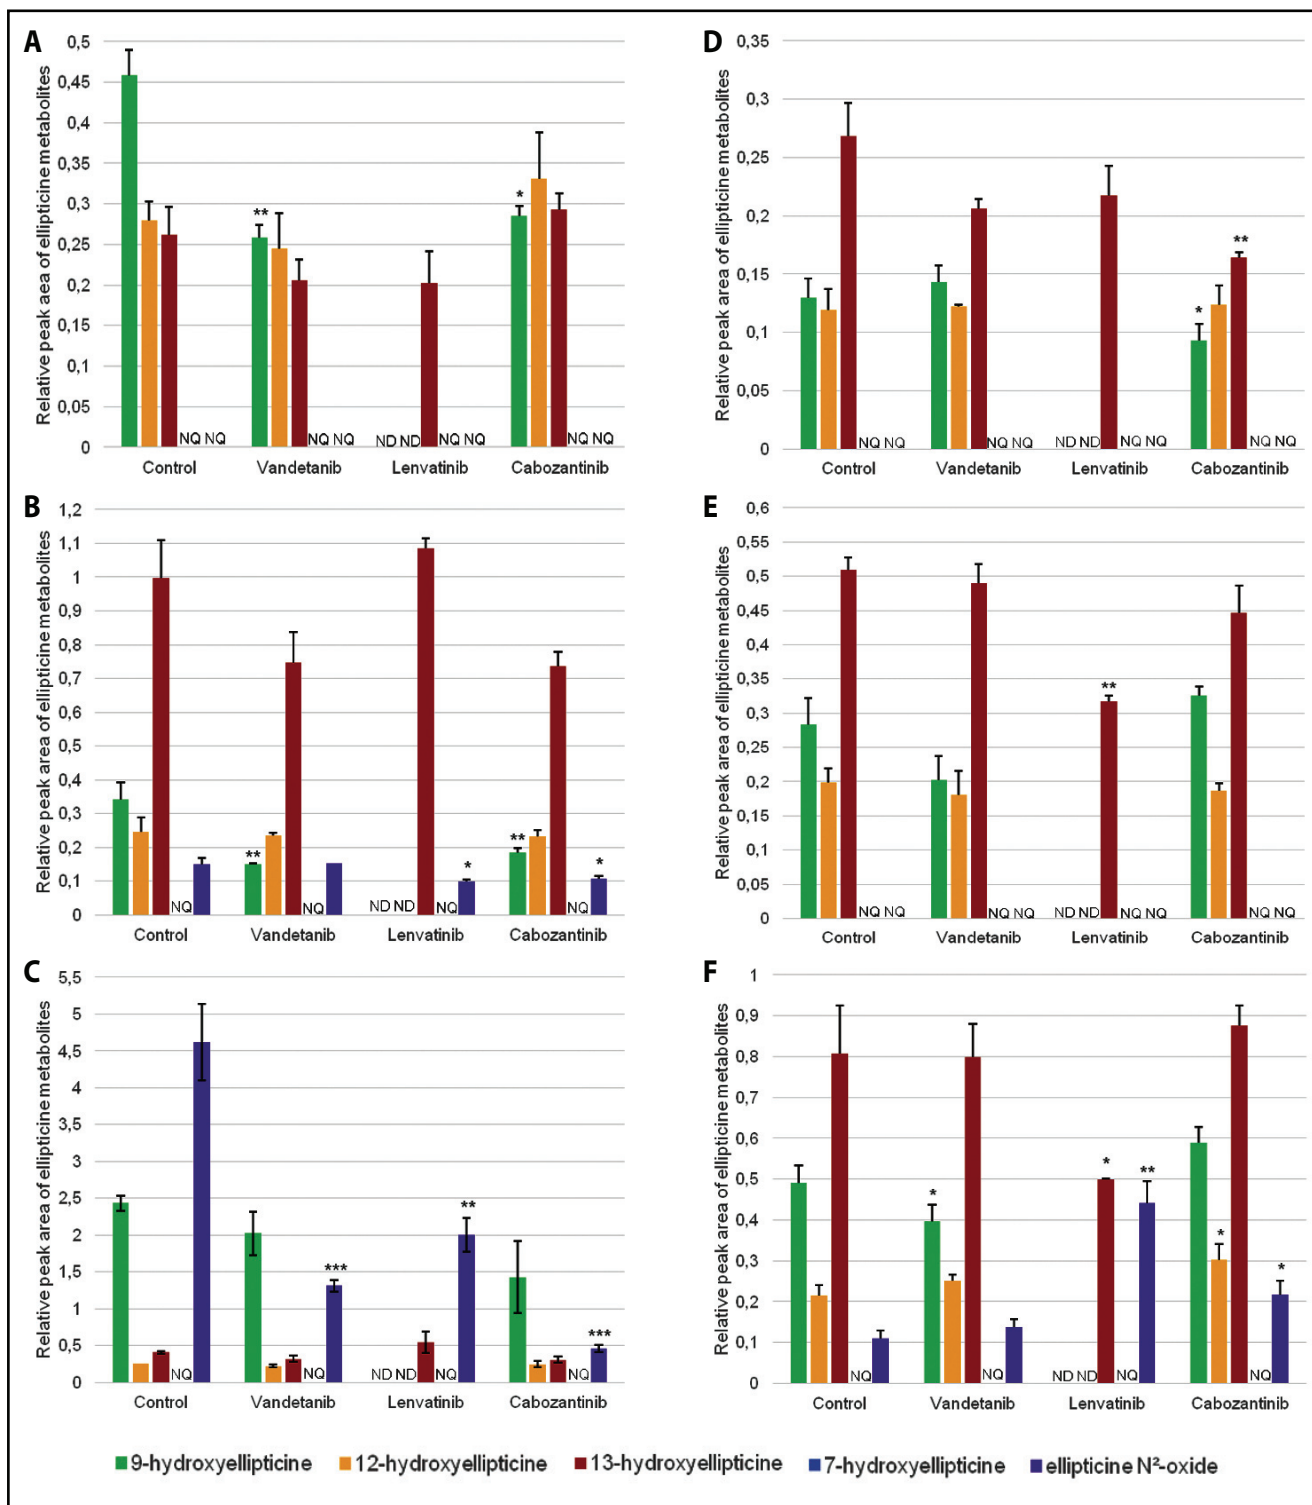 A
Relative peak aea of ellipticine metabolites
0,5
0,45
0,4
0,35
0,3
0,25
0,2
0,15
0,1
0,05
0
** *
NQ NQ NQ NQ ND ND NQ NQ NQ NQ
Control Vandetanib Lenvatinib Cabozantinib
B
Relative peak area of ellipticine metabolites
1,2
1,1
1
0,9
0,8
0,7
0,6
0,5
0,4
0,3
0,2
0,1
0
** * ** *
NQ NQ ND ND NQ NQ
Control Vandetanib Lenvatinib Cabozantinib
C
Relative peak area of ellipticine metabolites
5,5
5
4,5
4
3,5
3
2,5
2
1,5
1
0,5
0
*** ** ***
NQ NQ ND ND NQ NQ
Control Vandetanib Lenvatinib Cabozantinib
D
Relative peak area of ellipticine metabolites
0,35
0,3
0,25
0,2
0,15
0,1
0,05
0
* **
NQ NQ NQ NQ ND ND NQ NQ NQ NQ
Control Vandetanib Lenvatinib Cabozantinib
E
Relative peak area of ellipticine metabolites
0,6
0,55
0,5
0,45
0,4
0,35
0,3
0,25
0,2
0,15
0,1
0,05
0
**
NQ NQ NQ NQ ND ND NQ NQ NQ NQ
Control Vandetanib Lenvatinib Cabozantinib
F
Relative peak area of ellipticine metabolites
1
0,9
0,8
0,7
0,6
0,5
0,4
0,3
0,2
0,1
0
* * ** * *
NQ NQ ND ND NQ NQ
Control Vandetanib Lenvatinib Cabozantinib
9-hydroxyellipticine 12-hydroxyellipticine 13-hydroxyellipticine 7-hydroxyellipticine ellipticine N²-oxide